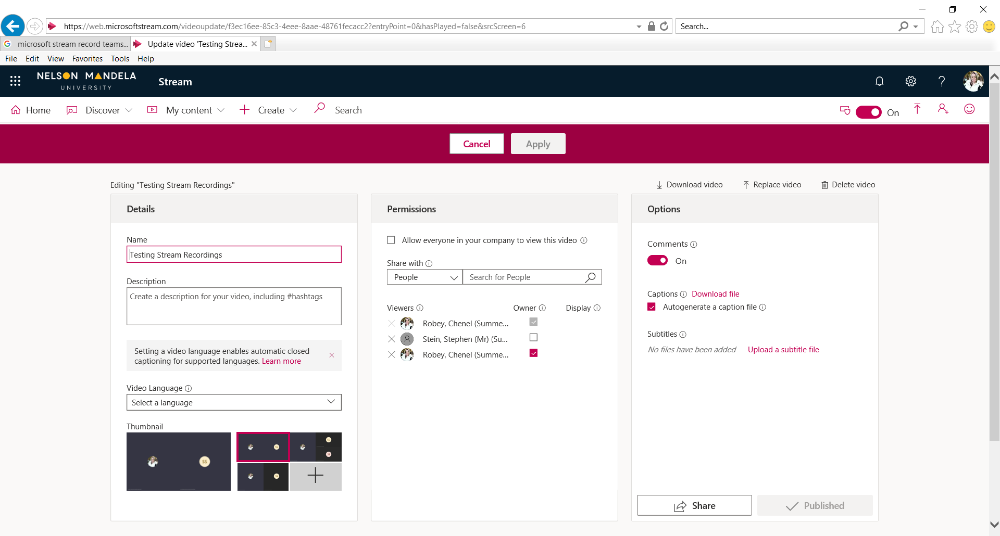 https://web.microsoftstream.com/videoupdate/f3ec16ee-85c3-4eee-8aae-48761fecacc2?entryPoint=0&hasPlayed=false&srcScreen=6
Search...
microsoft stream record teams...
Update video 'Testing Strea...
File Edit View Favorites Tools Help
NELSON MANDELA
UNIVERSITY
Stream
Home Discover My content Create Search
On
Cancel Apply
Editing "Testing Stream Recordings"
Download video Replace video Delete video
Details
Name
Testing Stream Recordings
Description
Create a description for your video, including #hashtags
Setting a video language enables automatic closed
captioning for supported languages. Learn more
Video Language
Select a language
Thumbnail
SS
SS
SS
SS
SS
Permissions
Allow everyone in your company to view this video
Share with
People Search for People
Viewers Owner Display
Robey, Chenel (Summe...
Stein, Stephen (Mr) (Su...
Robey, Chenel (Summe...
Options
Comments
On
Captions Download file
Autogenerate a caption file
Subtitles
No files have been added Upload a subtitle file
Share Published